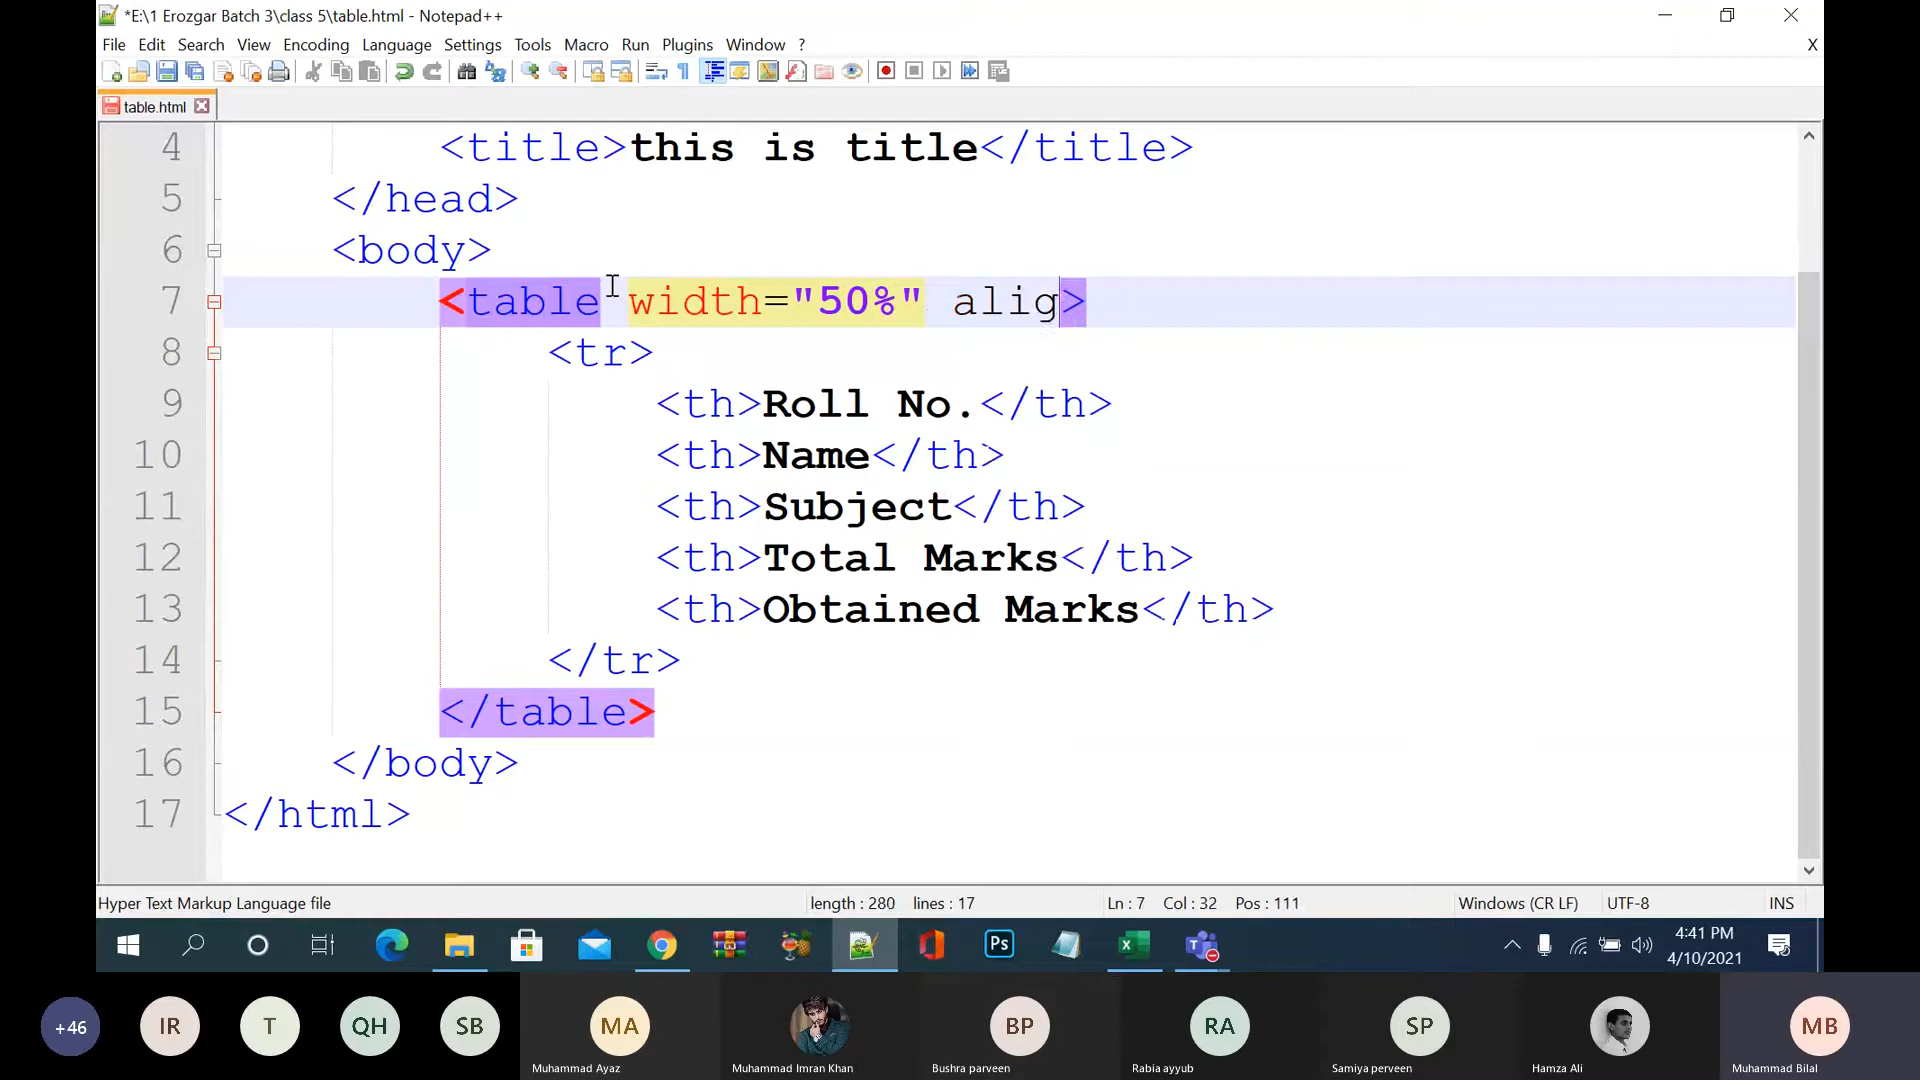 *E:\1 Erozgar Batch 3\class 5\table.html - Notepad++
File Edit Search View Encoding Language Settings Tools Macro Run Plugins Window ? X
table.html
4 <title>this is title</title>
5 </head>
6 <body>
7 <table width="50%" alig>
8 <tr>
9 <th>Roll No.</th>
10 <th>Name</th>
11 <th>Subject</th>
12 <th>Total Marks</th>
13 <th>Obtained Marks</th>
14 </tr>
15 </table>
16 </body>
17 </html>
Hyper Text Markup Language file length : 280 lines : 17 Ln : 7 Col : 32 Pos : 111 Windows (CR LF) UTF-8 INS
Ps
4:41 PM
4/10/2021
+46 IR T QH SB MA BP RA SP MB
Muhammad Ayaz Muhammad Imran Khan Bushra parveen Rabia ayyub Samiya perveen Hamza Ali Muhammad Bilal